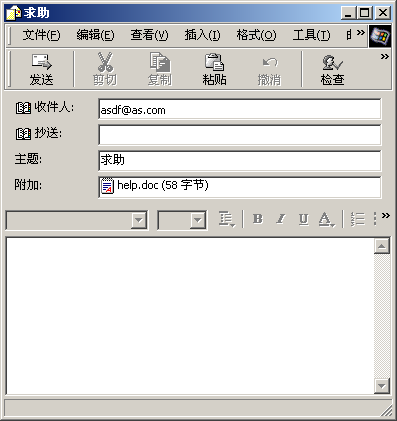 求助
文件(F) 编辑(E) 查看(V) 插入(I) 格式(O) 工具(T)
发送 剪切 复制 粘贴 撤消 检查
收件人: asdf@as.com
抄送:
主题: 求助
附加: help.doc (58 字节)
B I U A